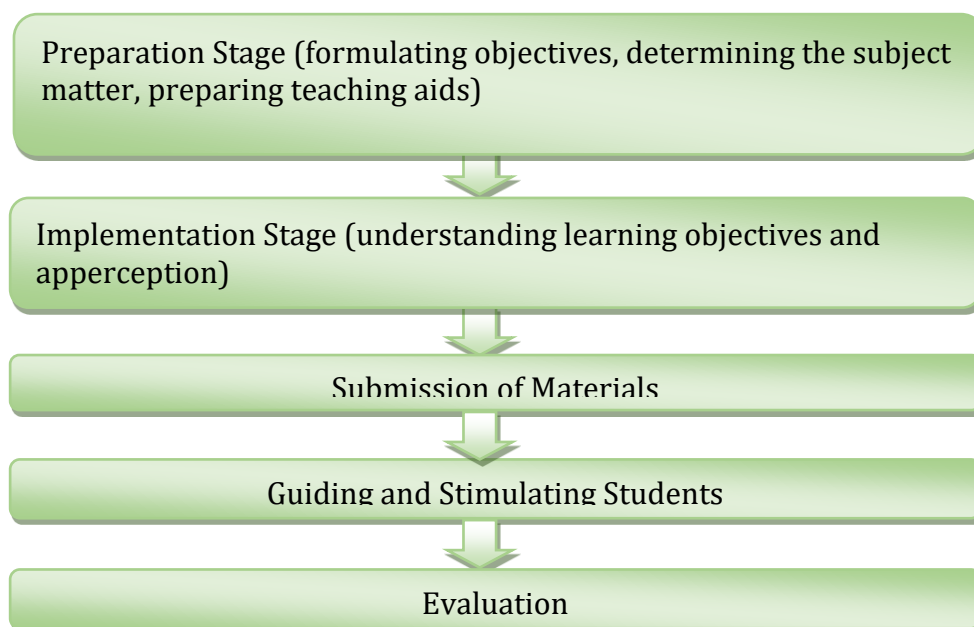 Preparation Stage (formulating objectives, determining the subject
matter, preparing teaching aids)
Implementation Stage (understanding learning objectives and
apperception)
Submission of Materials
Guiding and Stimulating Students
Evaluation